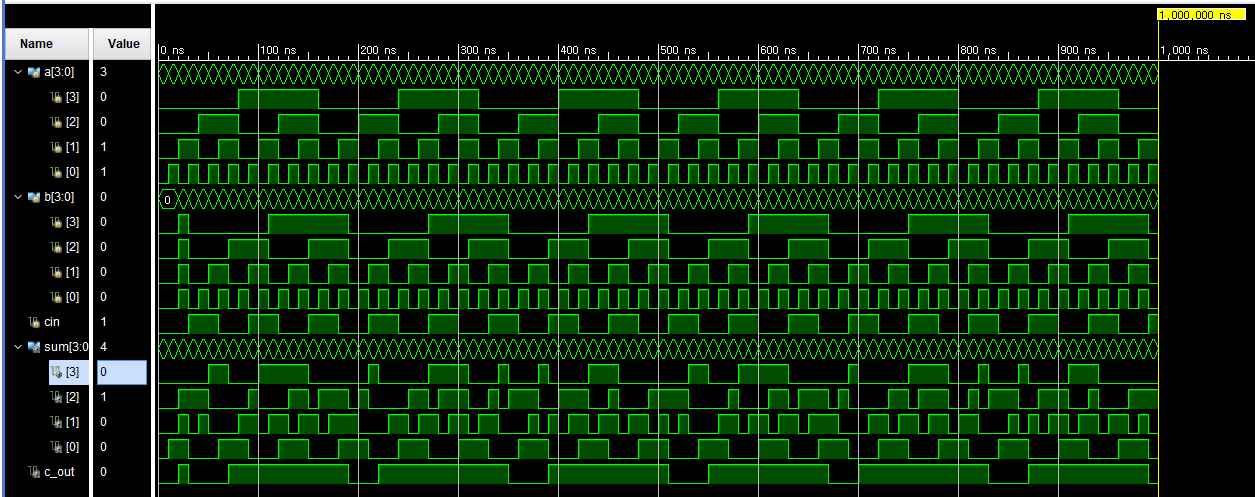 1,000,000 ns
Name Value
0 ns 100 ns 200 ns 300 ns 400 ns 500 ns 600 ns 700 ns 800 ns 900 ns 1,000 ns
a[3:0] 3
[3] 0
[2] 0
[1] 1
[0] 1
b[3:0] 0 0
[3] 0
[2] 0
[1] 0
[0] 0
cin 1
sum[3:0 4
[3] 0
[2] 1
[1] 0
[0] 0
c_out 0